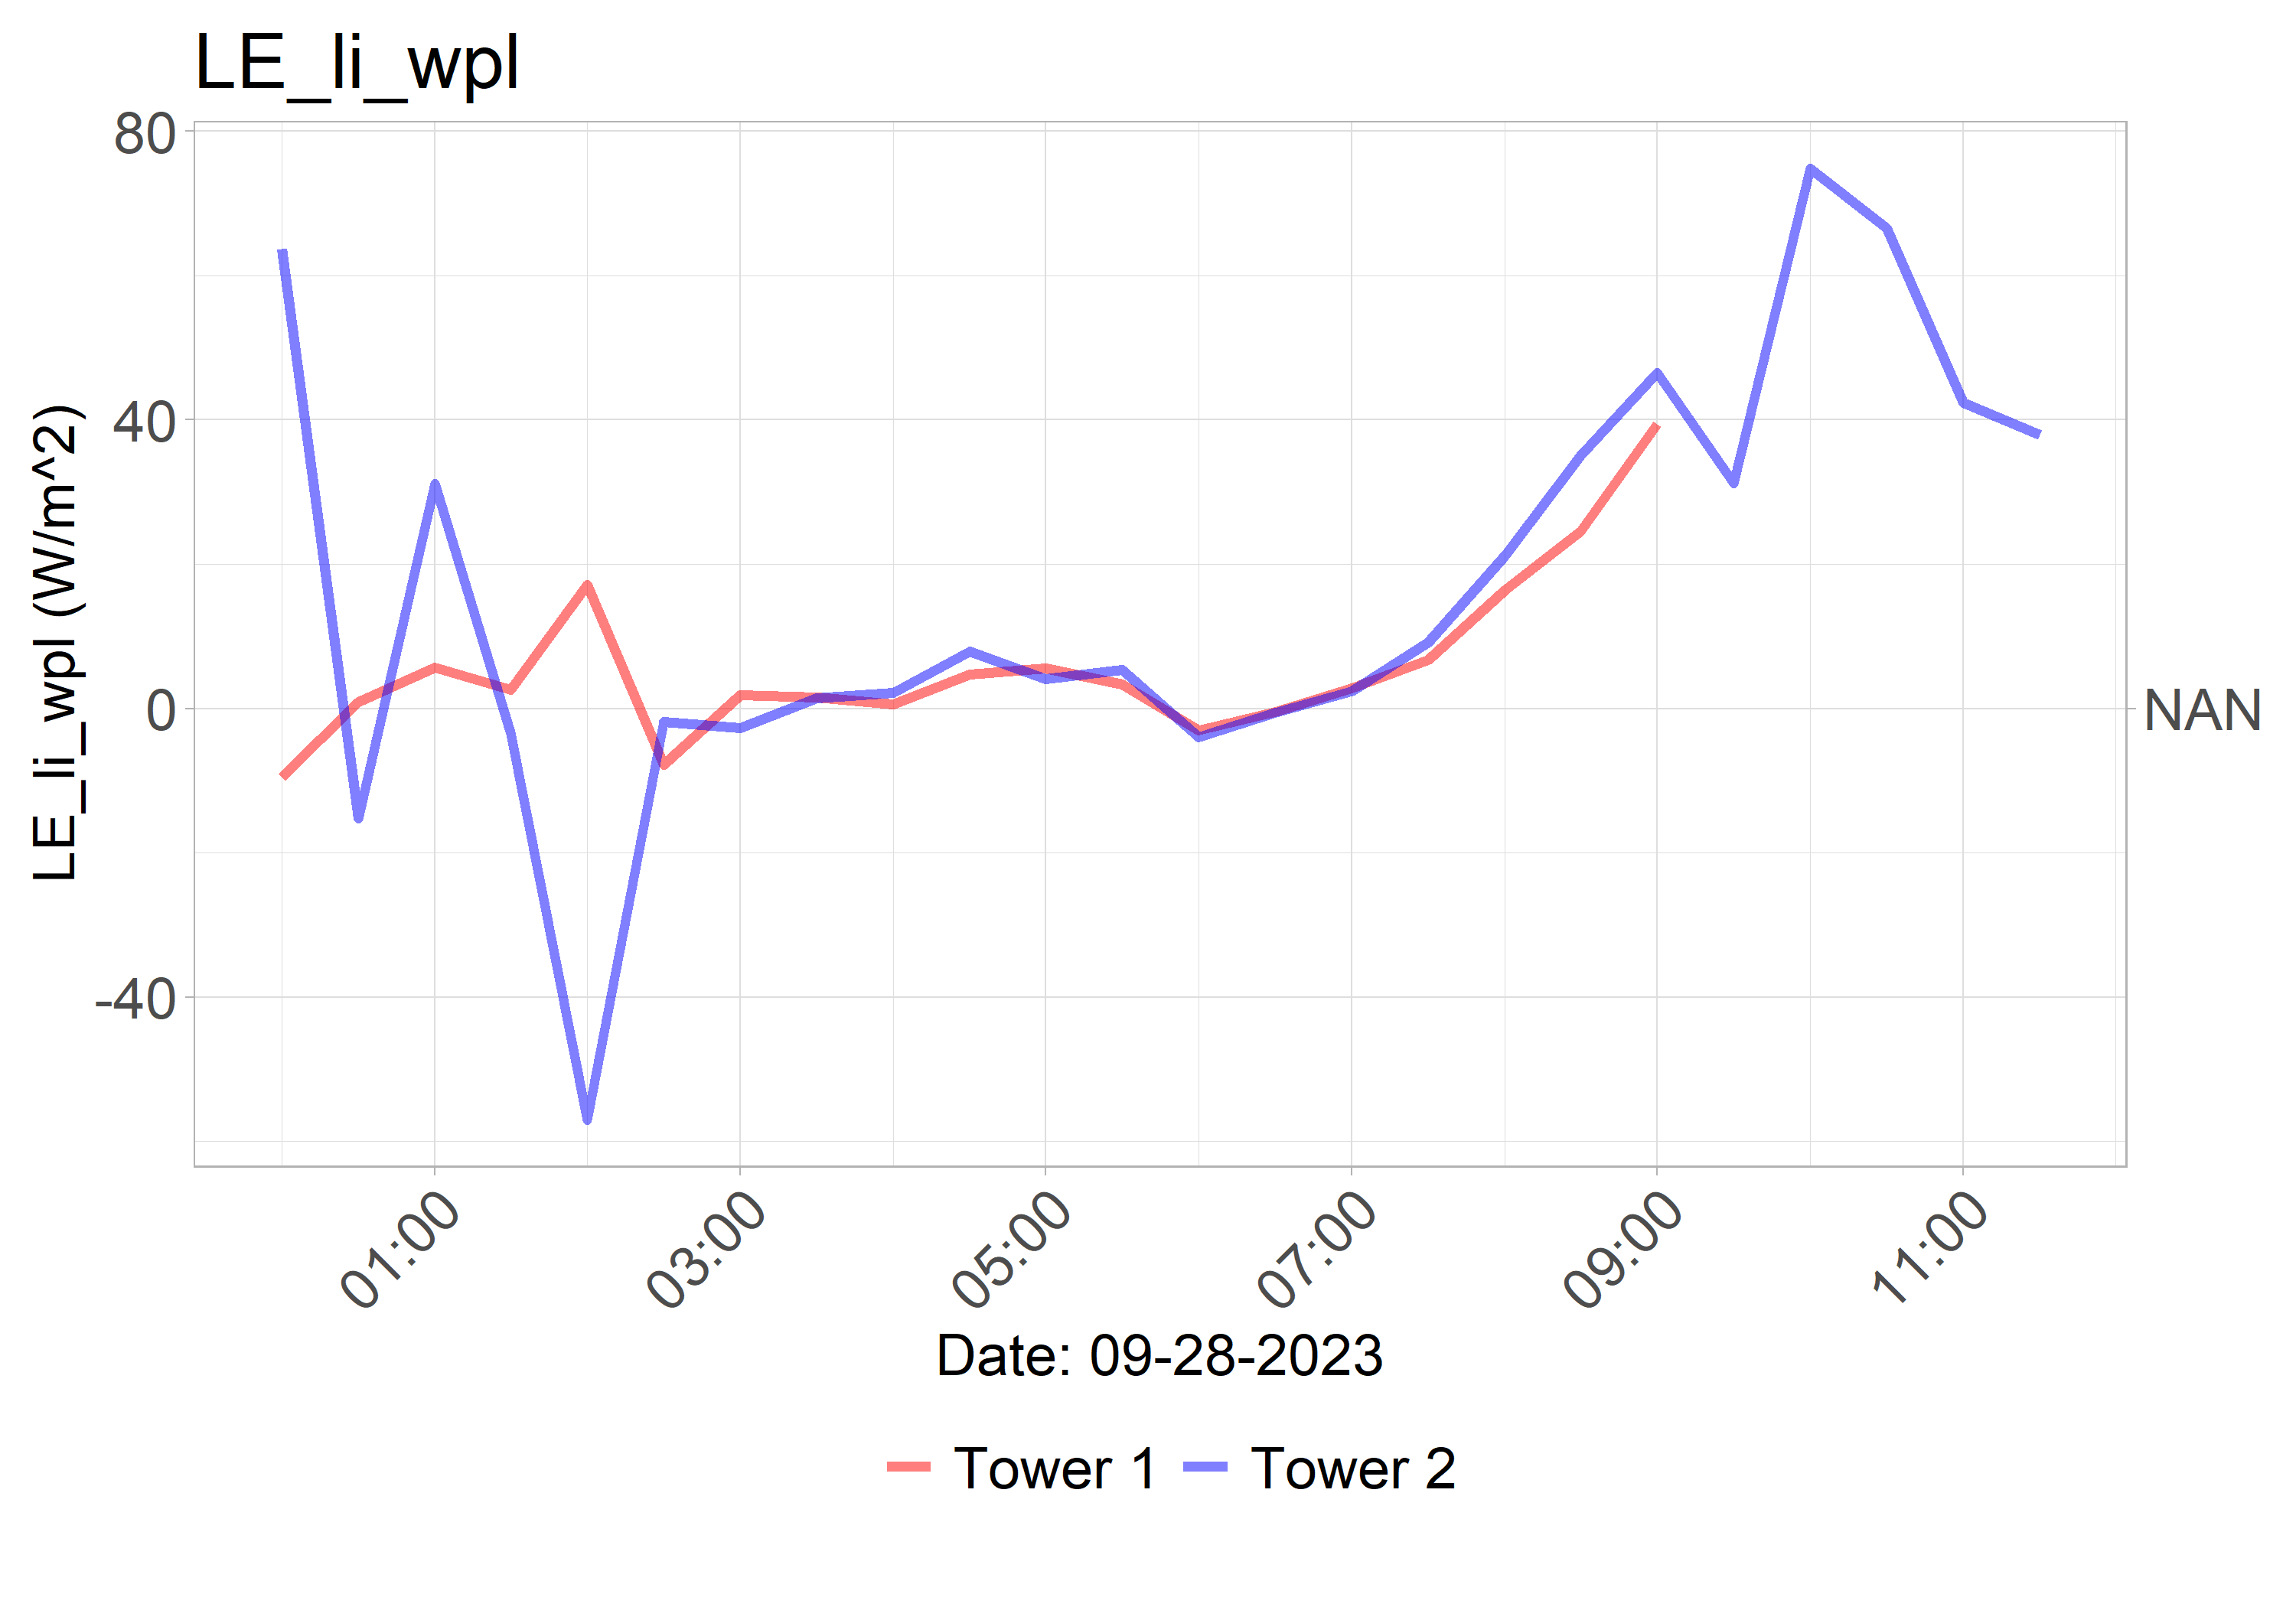 LE_li_wpl
80
40
0
-40
LE_li_wpl (W/m^2)
NAN
01:00 03:00 05:00 07:00 09:00 11:00
Date: 09-28-2023
Tower 1 Tower 2